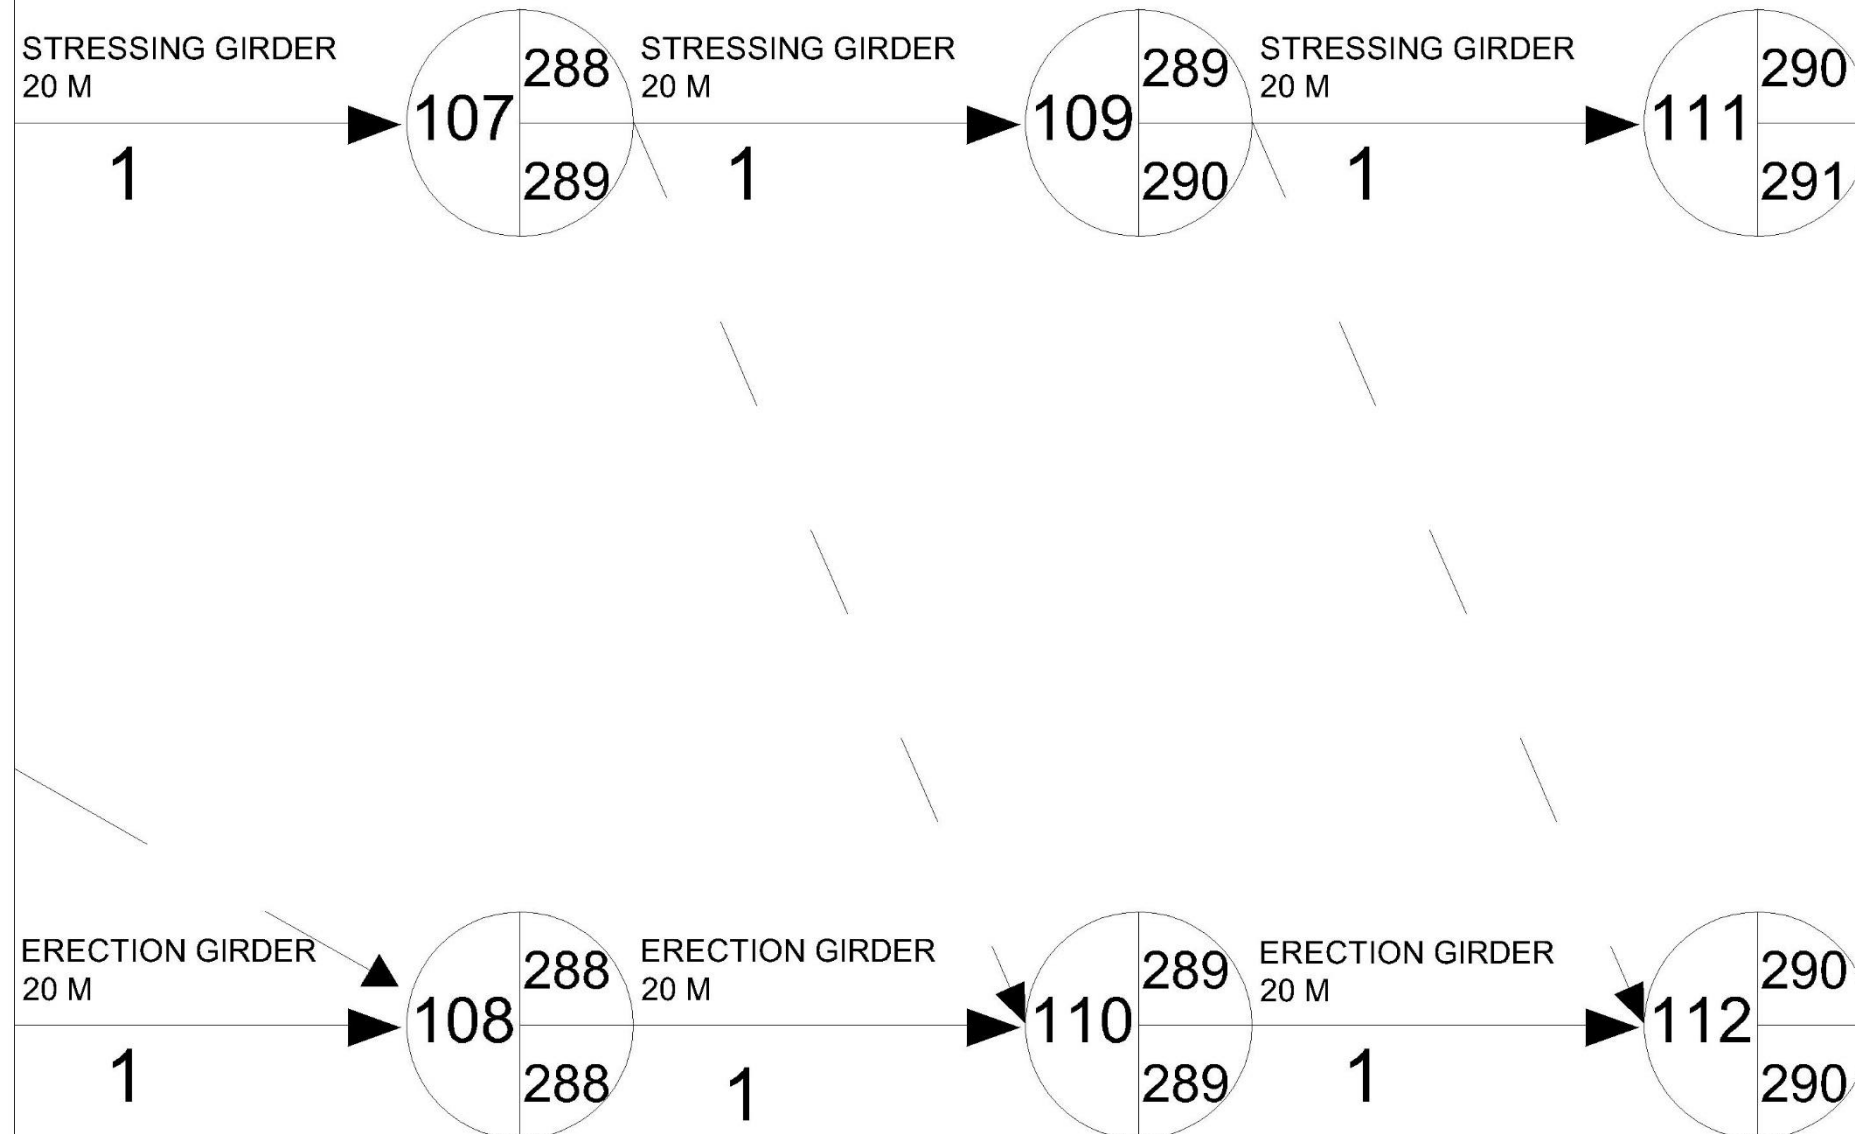 STRESSING GIRDER
20 M
1
107
288
289
STRESSING GIRDER
20 M
1
109
289
290
STRESSING GIRDER
20 M
1
111
290
291
ERECTION GIRDER
20 M
1
108
288
288
ERECTION GIRDER
20 M
1
110
289
289
ERECTION GIRDER
20 M
1
112
290
290